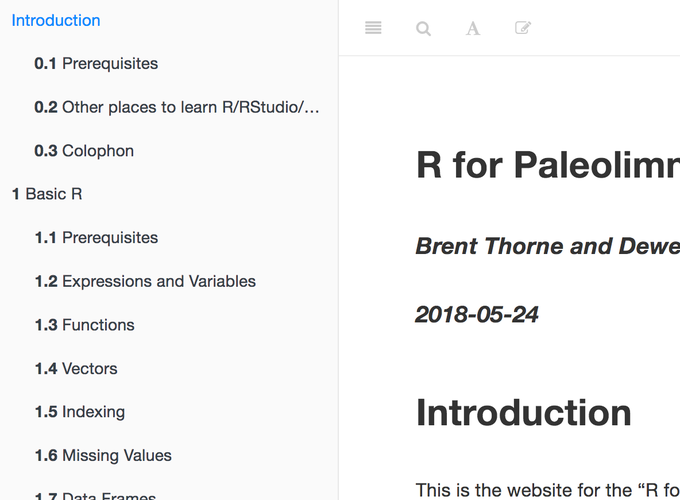 Introduction
0.1 Prerequisites
0.2 Other places to learn R/RStudio/…
0.3 Colophon
1 Basic R
1.1 Prerequisites
1.2 Expressions and Variables
1.3 Functions
1.4 Vectors
1.5 Indexing
1.6 Missing Values
1.7 Data Frames
A
R for Paleolimn
Brent Thorne and Dewe
2018-05-24
Introduction
This is the website for the “R fo